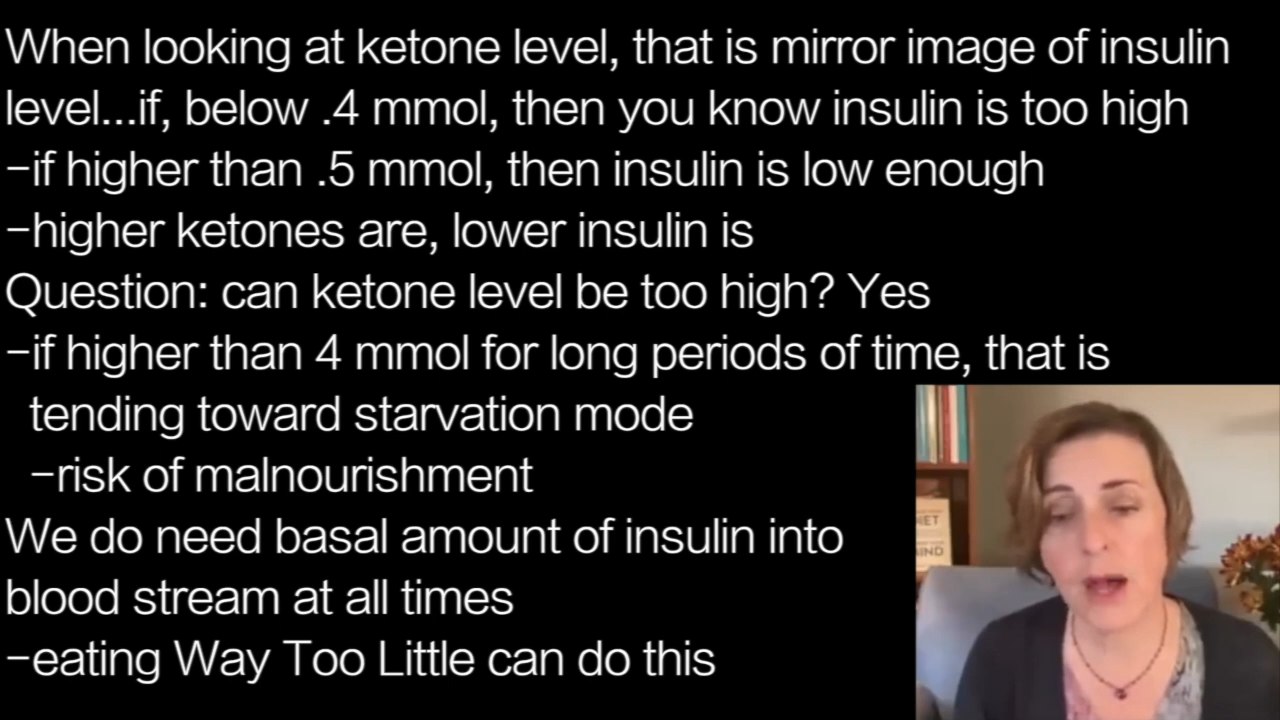 When looking at ketone level, that is mirror image of insulin
level...if, below .4 mmol, then you know insulin is too high
−if higher than .5 mmol, then insulin is low enough
−higher ketones are, lower insulin is
Question: can ketone level be too high? Yes
−if higher than 4 mmol for long periods of time, that is
tending toward starvation mode
−risk of malnourishment
We do need basal amount of insulin into
blood stream at all times
−eating Way Too Little can do this